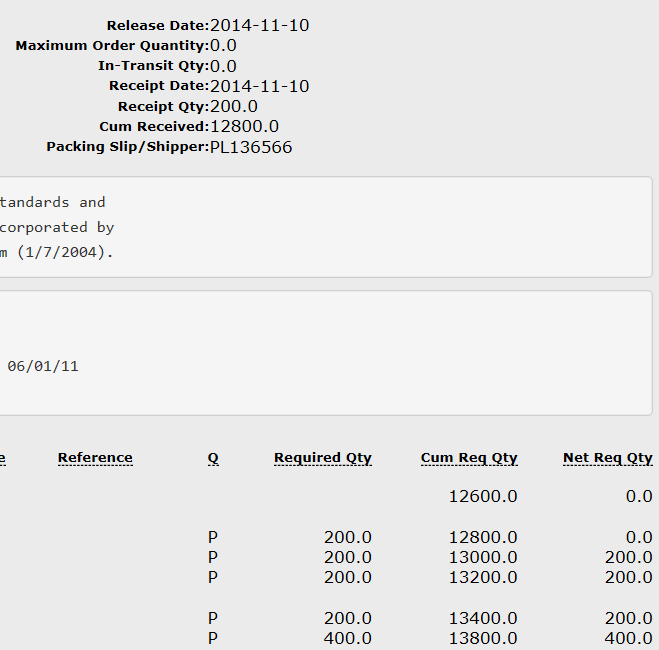 Release Date:2014-11-10
Maximum Order Quantity:0.0
In-Transit Qty:0.0
Receipt Date:2014-11-10
Receipt Qty:200.0
Cum Received:12800.0
Packing Slip/Shipper:PL136566
tandards and
corporated by
m (1/7/2004).
06/01/11
e Reference Q Required Qty Cum Req Qty Net Req Qty
12600.0 0.0
P 200.0 12800.0 0.0
P 200.0 13000.0 200.0
P 200.0 13200.0 200.0
P 200.0 13400.0 200.0
P 400.0 13800.0 400.0